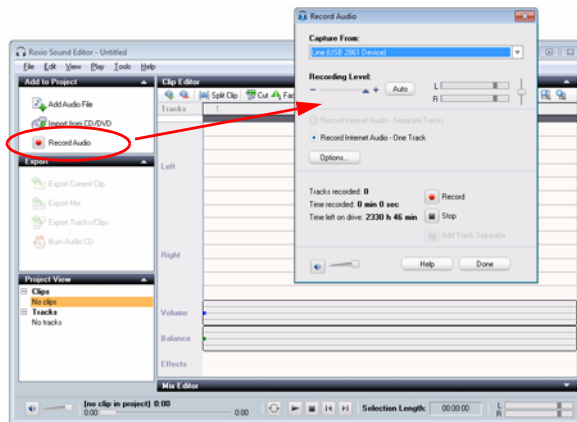 Record Audio
Capture From:
Line (USB 2861 Device)
Recording Level:
- + Auto
L
R
Record Internet Audio - Separate Tracks
Record Internet Audio - One Track
Options...
Tracks recorded: 0
Time recorded: 0 min 0 sec
Time left on drive: 2330 h 46 min
Record
Stop
Add Track Separator
Help Done
Roxio Sound Editor - Untitled
File Edit View Play Tools Help
Add to Project
Add Audio File
Import from CD/DVD
Record Audio
Export
Export Current Clip
Export Mix
Export Tracks/Clips
Burn Audio CD
Project View
Clips
No clips
Tracks
No tracks
Clip Editor
Split Clip Cut
Tracks 1
Left
Right
Volume
Balance
Effects
Mix Editor
[no clip in project] 0:00
0:00 0:00
Selection Length: 00:00:00
L
R